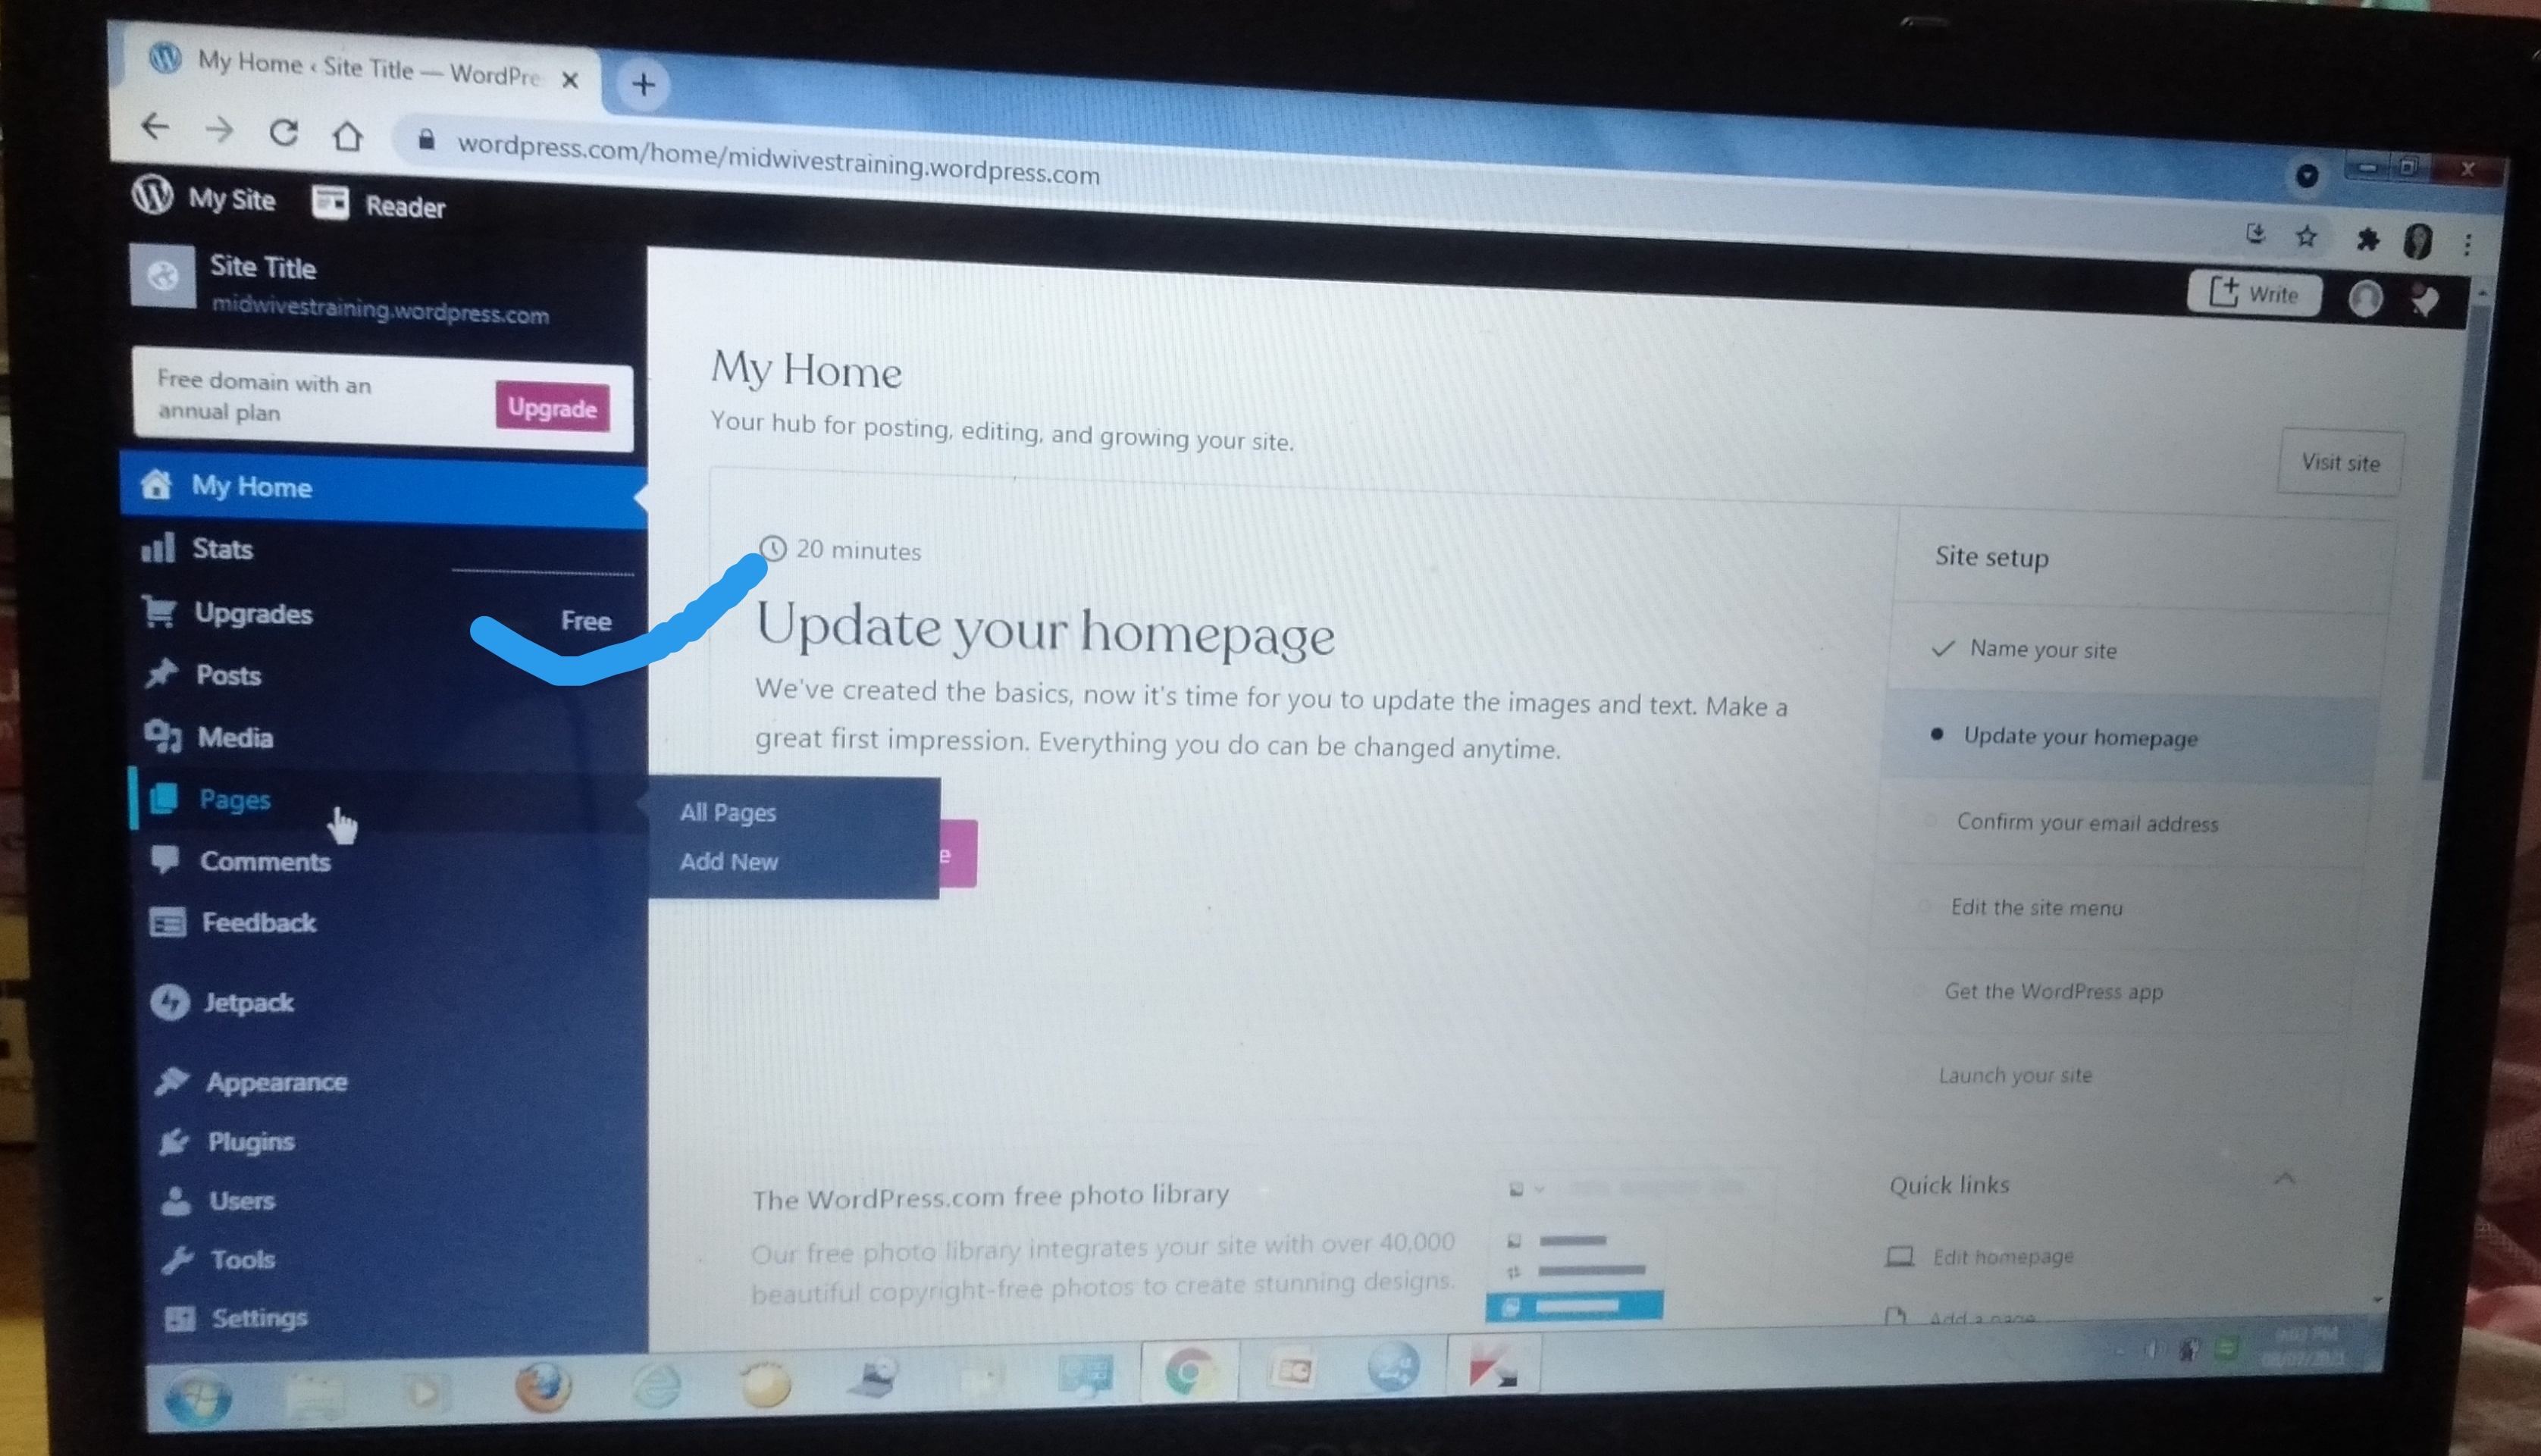 My Home ‹ Site Title — WordPre
wordpress.com/home/midwivestraining.wordpress.com
My Site
Reader
Write
Site Title
midwivestraining.wordpress.com
Free domain with an
annual plan
Upgrade
My Home
Stats
Upgrades
Free
Posts
Media
Pages
Comments
Feedback
Jetpack
Appearance
Plugins
Users
Tools
Settings
All Pages
Add New
My Home
Your hub for posting, editing, and growing your site.
Visit site
20 minutes
Update your homepage
We've created the basics, now it's time for you to update the images and text. Make a
great first impression. Everything you do can be changed anytime.
e
Site setup
Name your site
Update your homepage
Confirm your email address
Edit the site menu
Get the WordPress app
Launch your site
The WordPress.com free photo library
Our free photo library integrates your site with over 40,000
beautiful copyright-free photos to create stunning designs.
Quick links
Edit homepage
Add a page